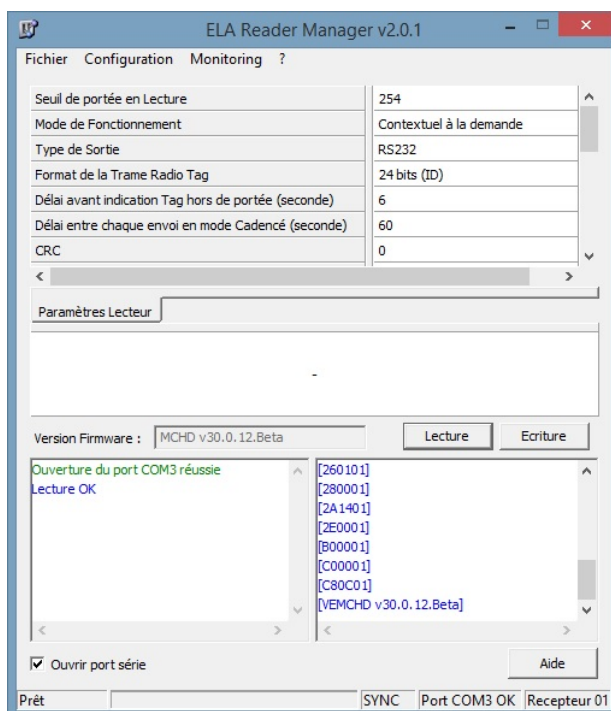 ELA Reader Manager v2.0.1
Fichier Configuration Monitoring ?
Seuil de portée en Lecture 254
Mode de Fonctionnement Contextuel à la demande
Type de Sortie RS232
Format de la Trame Radio Tag 24 bits (ID)
Délai avant indication Tag hors de portée (seconde) 6
Délai entre chaque envoi en mode Cadencé (seconde) 60
CRC 0
Paramètres Lecteur
-
Version Firmware : MCHD v30.0.12.Beta Lecture Ecriture
Ouverture du port COM3 réussie
Lecture OK
[260101]
[280001]
[2A1401]
[2E0001]
[B00001]
[C00001]
[C80C01]
[VEMCHD v30.0.12.Beta]
Ouvrir port série Aide
Prêt SYNC Port COM3 OK Recepteur 01